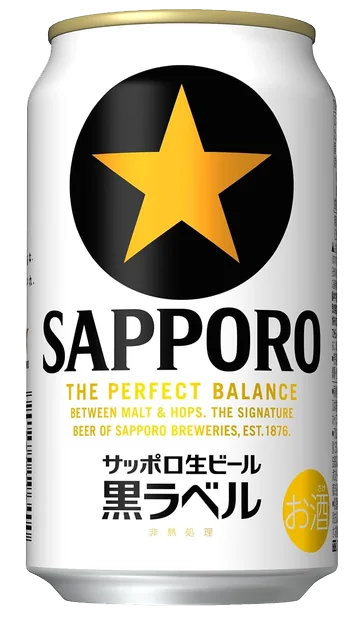 SAPPORO
THE PERFECT BALANCE
BETWEEN MALT & HOPS. THE SIGNATURE
BEER OF SAPPORO BREWERIES, EST. 1876.
サッポロ生ビール
黒ラベル
非熱処理
お酒